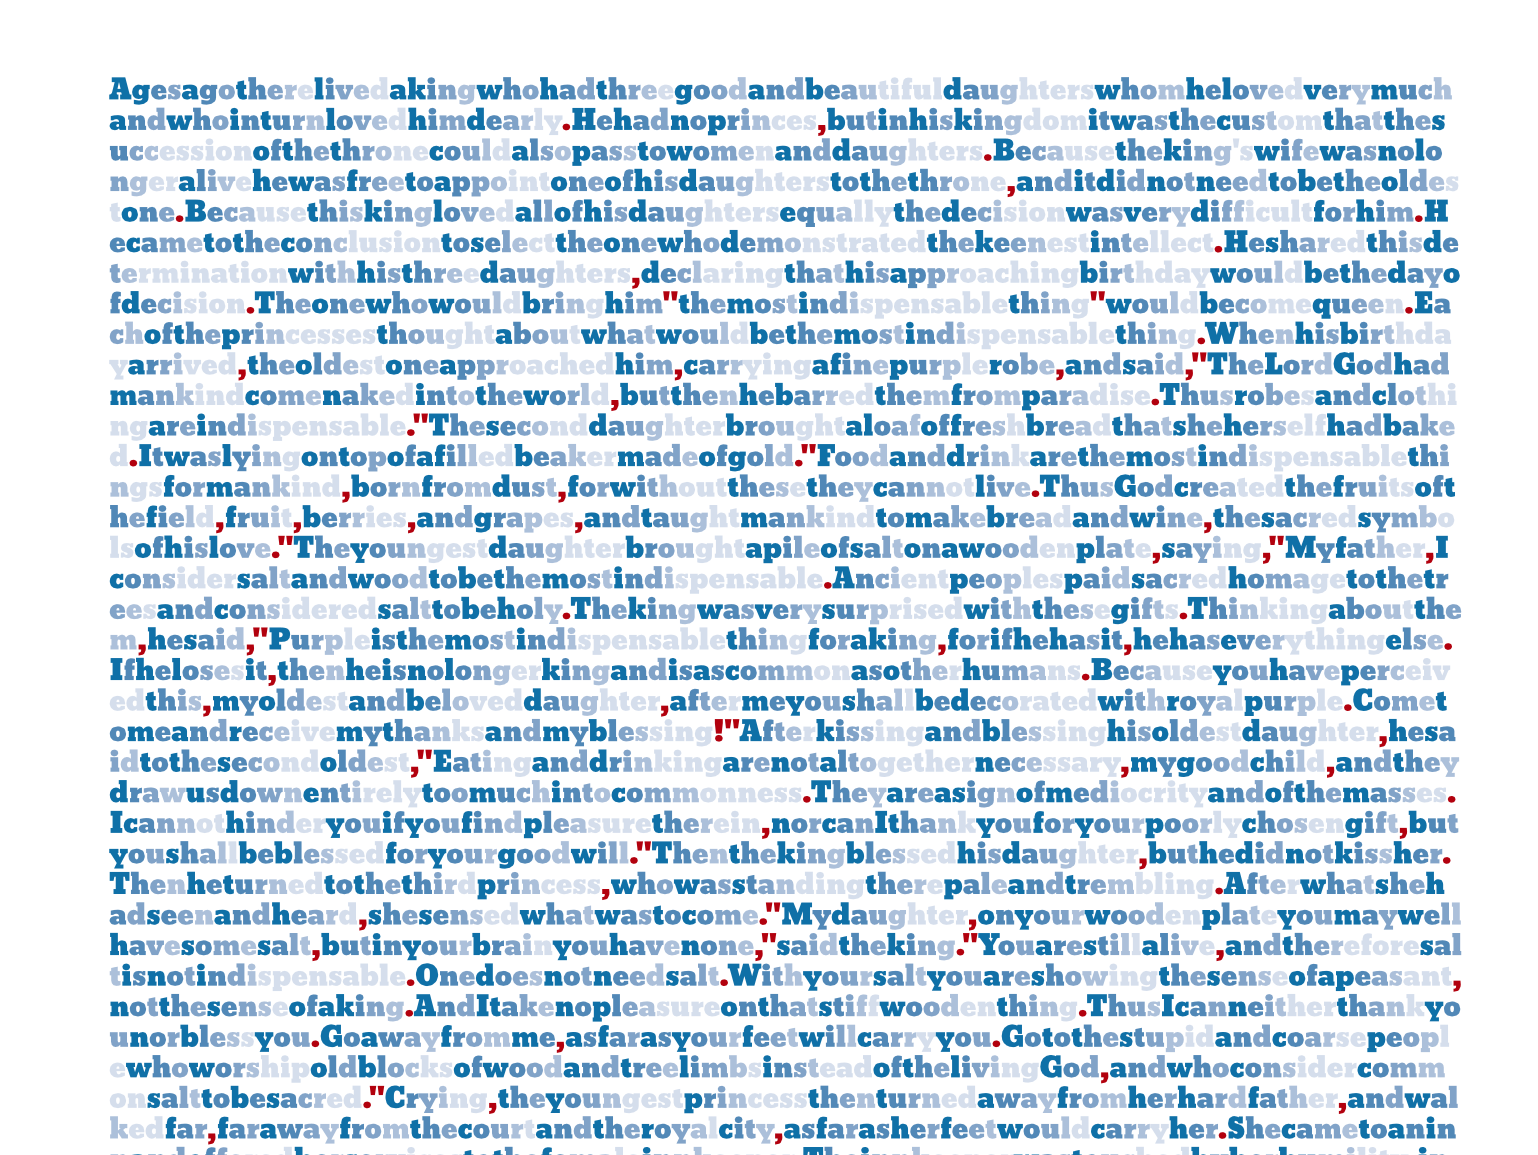 Agesagotherelivedakingwhohadthreegoodandbeautifuldaughterswhomhelovedverymuch
andwhointurnlovedhimdearly.Hehadnoprinces,butinhiskingdomitwasthecustomthatthes
uccessionofthethronecouldalsopasstowomenanddaughters.Becausetheking'swifewasnolo
ngeralivehewasfreetoappointoneofhisdaughterstothethrone,anditdidnotneedtobetheoldes
tone.Becausethiskinglovedallofhisdaughtersequallythedecisionwasverydifficultforhim.H
ecametotheconclusiontoselecttheonewhodemonstratedthekeenestintellect.Hesharedthisde
terminationwithhisthreedaughters,declaringthathisapproachingbirthdaywouldbethedayo
fdecision.Theonewhowouldbringhim"themostindispensablething"wouldbecomequeen.Ea
choftheprincessesthoughtaboutwhatwouldbethemostindispensablething.Whenhisbirthda
yarrived,theoldestoneapproachedhim,carryingafinepurplerobe,andsaid,"TheLordGodhad
mankindcomenakedintotheworld,butthenhebarredthemfromparadise.Thusrobesandclothi
ngareindispensable."Theseconddaughterbroughtaloafoffreshbreadthatsheherselfhadbake
d.Itwaslyingontopofafilledbeakermadeofgold."Foodanddrinkarethemostindispensablethi
ngsformankind,bornfromdust,forwithoutthesetheycannotlive.ThusGodcreatedthefruitsoft
hefield,fruit,berries,andgrapes,andtaughtmankindtomakebreadandwine,thesacredsymbo
lsofhislove."Theyoungestdaughterbroughtapileofsaltonawoodenplate,saying,"Myfather,I
considersaltandwoodtobethemostindispensable.Ancientpeoplespaidsacredhomagetothetr
eesandconsideredsalttobeholy.Thekingwasverysurprisedwiththesegifts.Thinkingaboutthe
m,hesaid,"Purpleisthemostindispensablethingforaking,forifhehasit,hehaseverythingelse.
Ifhelosesit,thenheisnolongerkingandisascommonasotherhumans.Becauseyouhaveperceiv
edthis,myoldestandbeloveddaughter,aftermeyoushallbedecoratedwithroyalpurple.Comet
omeandreceivemythanksandmyblessing!"Afterkissingandblessinghisoldestdaughter,hesa
idtothesecondoldest,"Eatinganddrinkingarenotaltogethernecessary,mygoodchild,andthey
drawusdownentirelytoomuchintocommonness.Theyareasignofmediocrityandofthemasses.
Icannothinderyouifyoufindpleasuretherein,norcanIthankyouforyourpoorlychosengift,but
youshallbeblessedforyourgoodwill."Thenthekingblessedhisdaughter,buthedidnotkissher.
Thenheturnedtothethirdprincess,whowasstandingtherepaleandtrembling.Afterwhatsheh
adseenandheard,shesensedwhatwastocome."Mydaughter,onyourwoodenplateyoumaywell
havesomesalt,butinyourbrainyouhavenone,"saidtheking."Youarestillalive,andthereforesal
tisnotindispensable.Onedoesnotneedsalt.Withyoursaltyouareshowingthesenseofapeasant,
notthesenseofaking.AndItakenopleasureonthatstiffwoodenthing.ThusIcanneitherthankyo
unorblessyou.Goawayfromme,asfarasyourfeetwillcarryyou.Gotothestupidandcoarsepeopl
ewhoworshipoldblocksofwoodandtreelimbsinsteadofthelivingGod,andwhoconsidercomm
onsalttobesacred."Crying,theyoungestprincessthenturnedawayfromherhardfather,andwal
kedfar,farawayfromthecourtandtheroyalcity,asfarasherfeetwouldcarryher.Shecametoanin